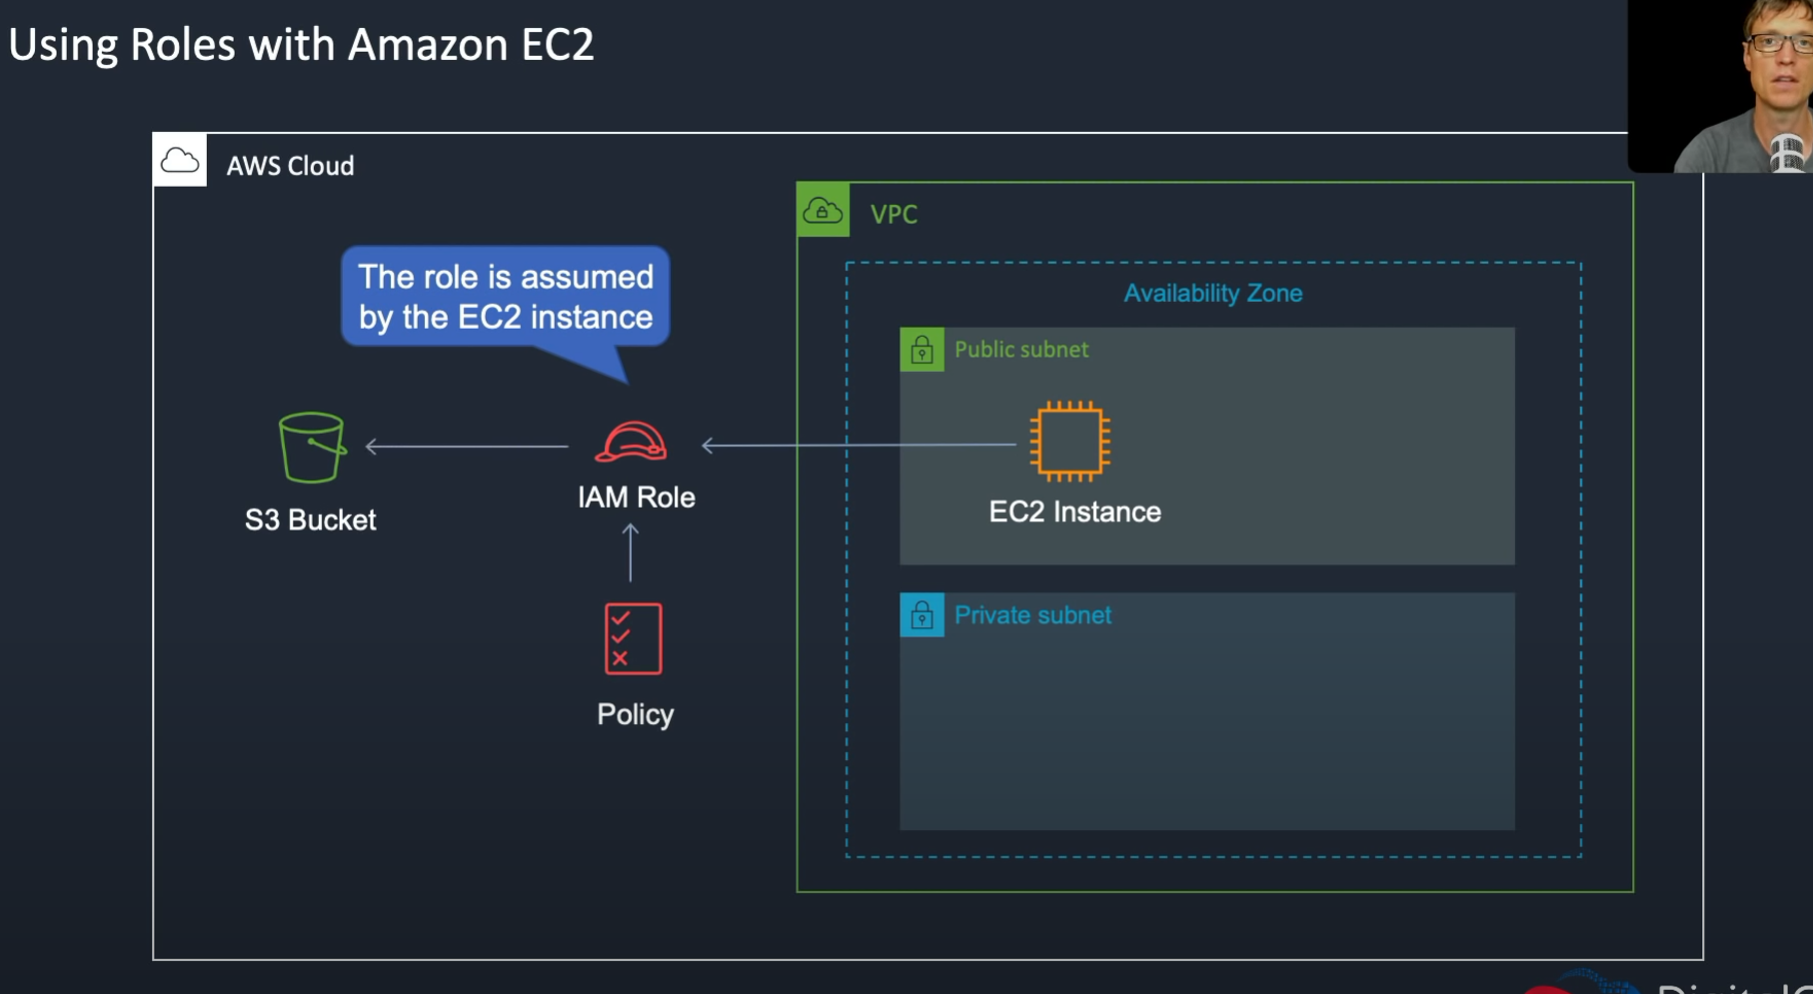 Using Roles with Amazon EC2
AWS Cloud
VPC
The role is assumed
by the EC2 instance
Availability Zone
Public subnet
S3 Bucket
IAM Role
EC2 Instance
Private subnet
Policy